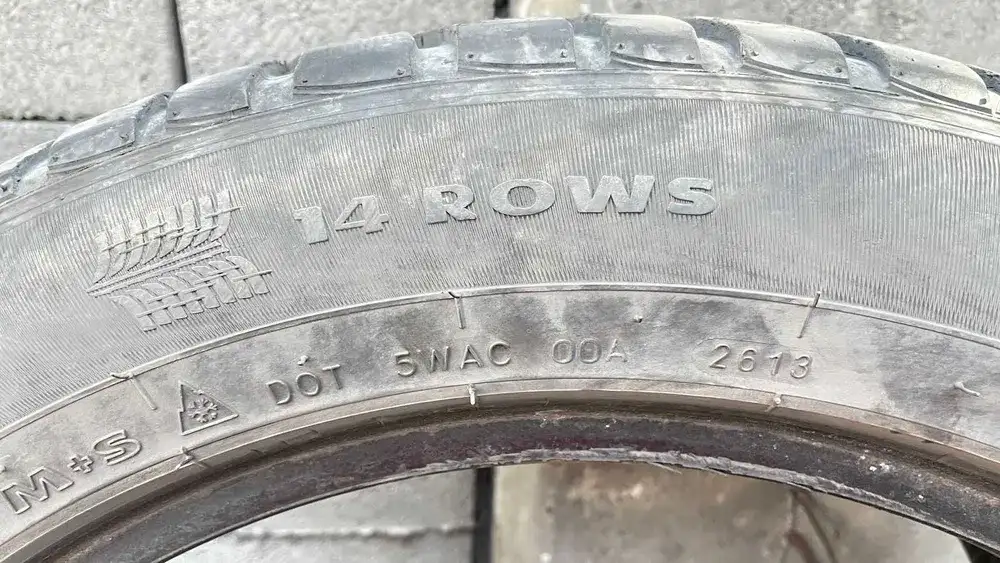 14 ROWS
M+S DOT 5WAC 00A 2613